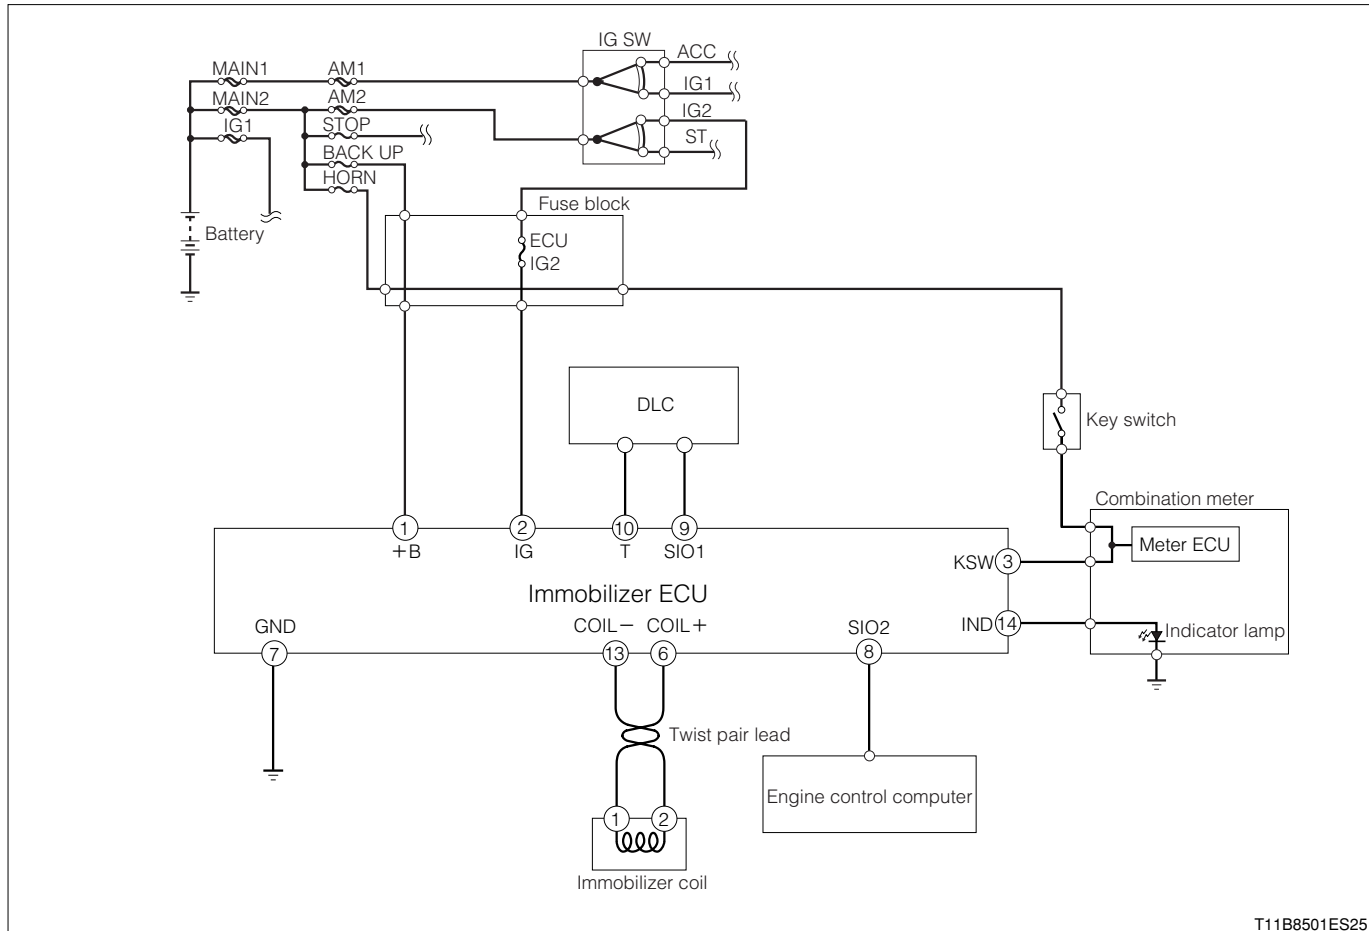 IG SW
ACC
MAIN1
AM1
IG1
MAIN2
AM2
IG2
IG1
STOP
ST
BACK UP
HORN
Fuse block
Battery
ECU
IG2
DLC
Key switch
Combination meter
Meter ECU
1
2
10
9
+B
IG
T
SIO1
KSW
3
Immobilizer ECU
GND
COIL−
COIL+
SIO2
IND
14
Indicator lamp
7
13
6
8
Twist pair lead
Engine control computer
1
2
Immobilizer coil
T11B8501ES25